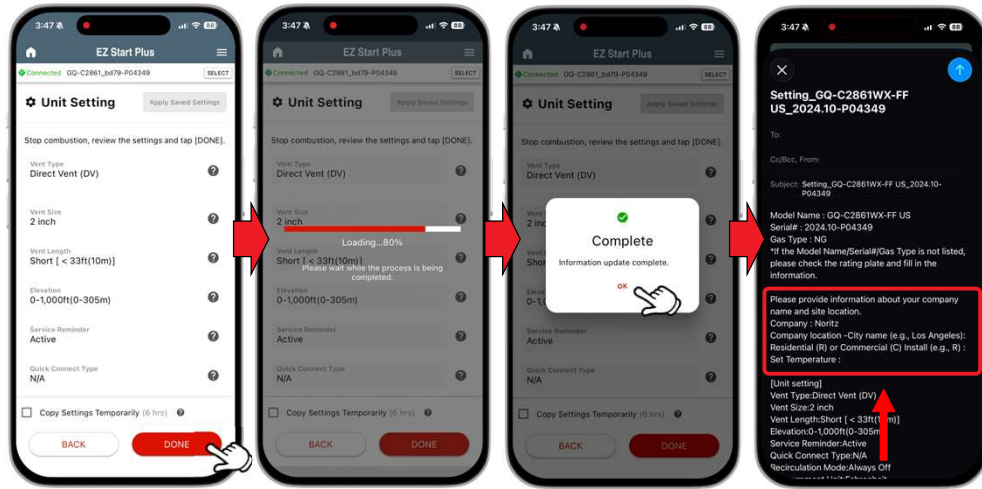 3:47
88
EZ Start Plus
Connected GQ-C2861_bd79-P04349
SELECT
Unit Setting
Apply Saved Settings
Stop combustion, review the settings and tap [DONE].
Vent Type
Direct Vent (DV)
Vent Size
2 inch
Vent Length
Short [ < 33ft(10m)]
Elevation
0-1,000ft(0-305m)
Service Reminder
Active
Quick Connect Type
N/A
Copy Settings Temporarily (6 hrs)
BACK
DONE
3:47
88
EZ Start Plus
Connected GQ-C2861_bd79-P04349
SELECT
Unit Setting
Apply Saved Settings
Stop combustion, review the settings and tap [DONE].
Vent Type
Direct Vent (DV)
Vent Size
2 inch
Loading...80%
Vent Length
Short [ < 33ft(10m)]
Please wait while the process is being
completed.
Elevation
0-1,000ft(0-305m)
Service Reminder
Active
Quick Connect Type
N/A
Copy Settings Temporarily (6 hrs)
BACK
DONE
3:47
88
EZ Start Plus
Connected GQ-C2861_bd79-P04349
SELECT
Unit Setting
Apply Saved Settings
Stop combustion, review the settings and tap [DONE].
Vent Type
Direct Vent (DV)
Complete
Information update complete.
OK
Service Reminder
Active
Quick Connect Type
N/A
Copy Settings Temporarily (6 hrs)
BACK
DONE
3:47
88
Setting_GQ-C2861WX-FF
US_2024.10-P04349
To:
Cc/Bcc, From:
Subject: Setting_GQ-C2861WX-FF US_2024.10-
P04349
Model Name : GQ-C2861WX-FF US
Serial# : 2024.10-P04349
Gas Type : NG
*If the Model Name/Serial#/Gas Type is not listed,
please check the rating plate and fill in the
information.
Please provide information about your company
name and site location.
Company : Noritz
Company location -City name (e.g., Los Angeles):
Residential (R) or Commercial (C) Install (e.g., R) :
Set Temperature :
[Unit setting]
Vent Type:Direct Vent (DV)
Vent Size:2 inch
Vent Length:Short [ < 33ft(10m)]
Elevation:0-1,000ft(0-305m)
Service Reminder:Active
Quick Connect Type:N/A
Recirculation Mode:Always Off